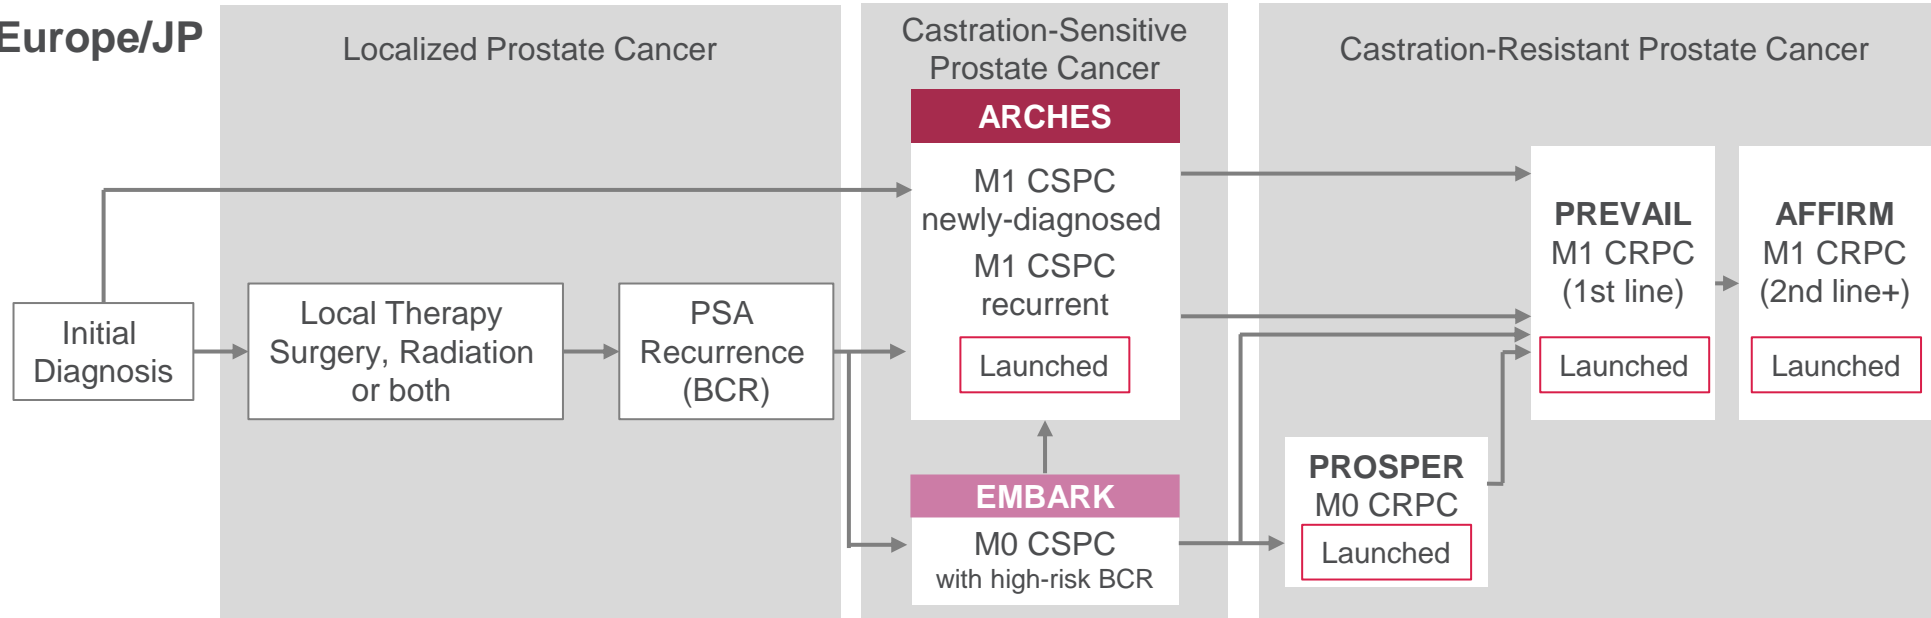 Europe/JP
Localized Prostate Cancer
Castration-Sensitive
Prostate Cancer
Castration-Resistant Prostate Cancer
ARCHES
M1 CSPC
newly-diagnosed
M1 CSPC
recurrent
Launched
Initial
Diagnosis
Local Therapy
Surgery, Radiation
or both
PSA
Recurrence
(BCR)
EMBARK
M0 CSPC
with high-risk BCR
PROSPER
M0 CRPC
Launched
PREVAIL
M1 CRPC
(1st line)
Launched
AFFIRM
M1 CRPC
(2nd line+)
Launched